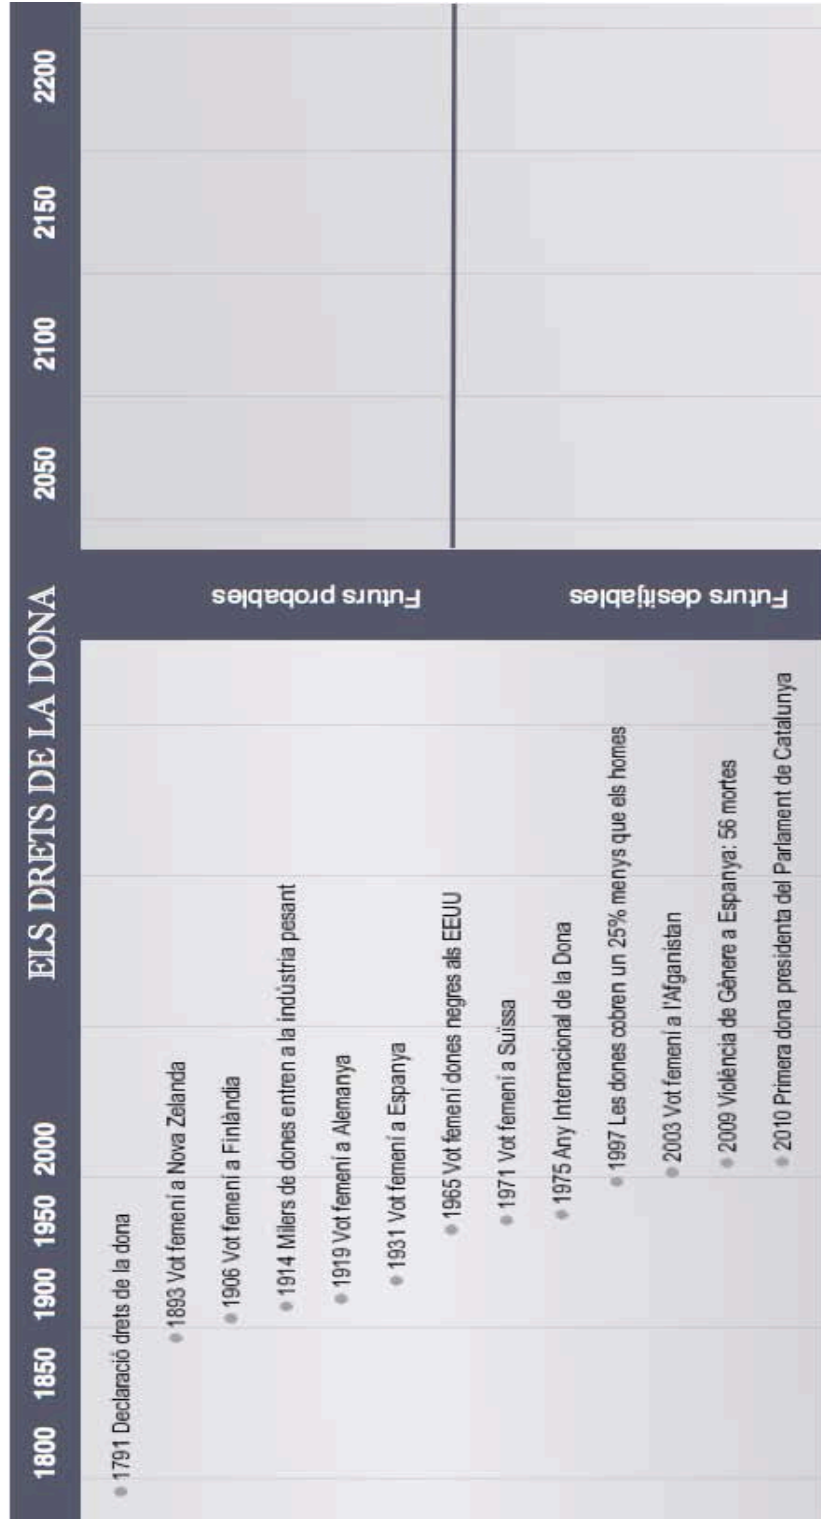 ELS DRETS DE LA DONA
1800 1850 1900 1950 2000 2050 2100 2150 2200
1791 Declaració drets de la dona
1893 Vot femení a Nova Zelanda
1906 Vot femení a Finlàndia
1914 Milers de dones entren a la indústria pesant
1919 Vot femení a Alemanya
1931 Vot femení a Espanya
1965 Vot femení dones negres als EEUU
1971 Vot femení a Suïssa
1975 Any Internacional de la Dona
1997 Les dones cobren un 25% menys que els homes
2003 Vot femení a l'Afganistan
2009 Violència de Gènere a Espanya: 56 mortes
2010 Primera dona presidenta del Parlament de Catalunya
Futurs probables
Futurs desitjables